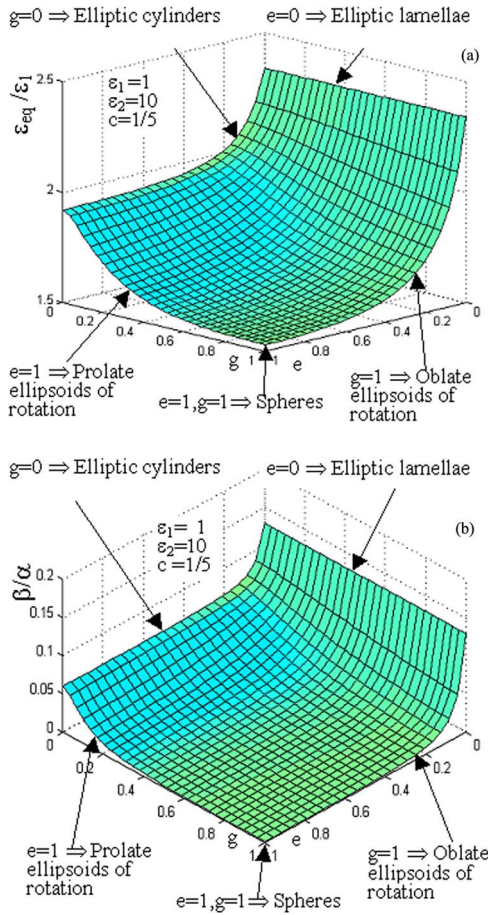 g=0 ⇒ Elliptic cylinders
e=0 ⇒ Elliptic lamellae
(a)
ε1=1
ε2=10
c=1/5
εeq/ε1
2.5
2
1.5
0
0.2
0.4
0.6
0.8
1
g
1
e
0.8
0.6
0.4
0.2
0
e=1 ⇒ Prolate
ellipsoids of
rotation
e=1,g=1 ⇒ Spheres
g=1 ⇒ Oblate
ellipsoids of
rotation
g=0 ⇒ Elliptic cylinders
e=0 ⇒ Elliptic lamellae
(b)
ε1= 1
ε2=10
c =1/5
β/α
0.2
0.15
0.1
0.05
0
0
0.2
0.4
0.6
0.8
1
g
1
e
0.8
0.6
0.4
0.2
0
e=1 ⇒ Prolate
ellipsoids of
rotation
e=1,g=1 ⇒ Spheres
g=1 ⇒ Oblate
ellipsoids of
rotation